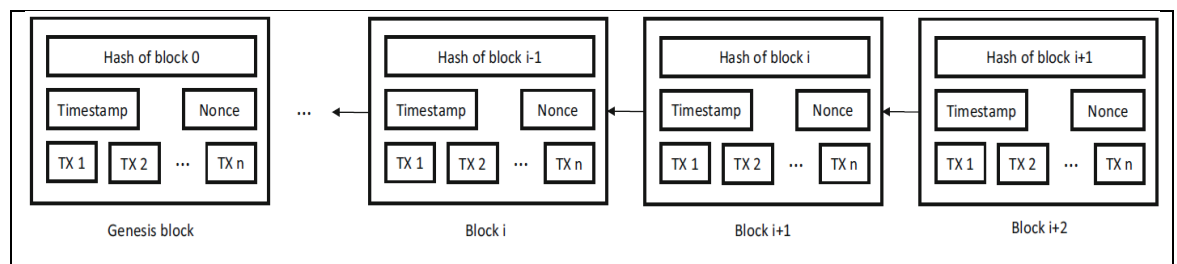 Hash of block 0 Hash of block i-1 Hash of block i Hash of block i+1
Timestamp Nonce ... Timestamp Nonce Timestamp Nonce Timestamp Nonce
TX 1 TX 2 ... TX n TX 1 TX 2 ... TX n TX 1 TX 2 ... TX n TX 1 TX 2 ... TX n
Genesis block Block i Block i+1 Block i+2